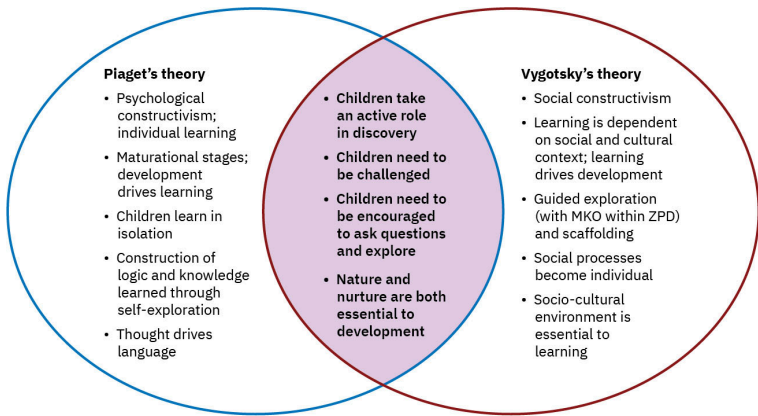 Piaget's theory
• Psychological
constructivism;
individual learning
• Maturational stages;
development
drives learning
• Children learn in
isolation
• Construction of
logic and knowledge
learned through
self-exploration
• Thought drives
language
• Children take
an active role
in discovery
• Children need to
be challenged
• Children need to
be encouraged
to ask questions
and explore
• Nature and
nurture are both
essential to
development
Vygotsky's theory
• Social constructivism
• Learning is dependent
on social and cultural
context; learning
drives development
• Guided exploration
(with MKO within ZPD)
and scaffolding
• Social processes
become individual
• Socio-cultural
environment is
essential to
learning